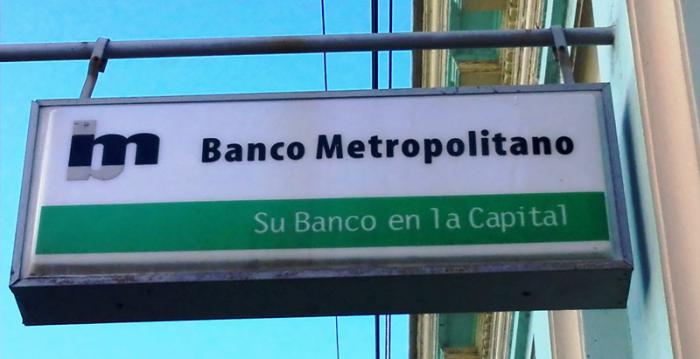 bm
Banco Metropolitano
Su Banco en la Capital